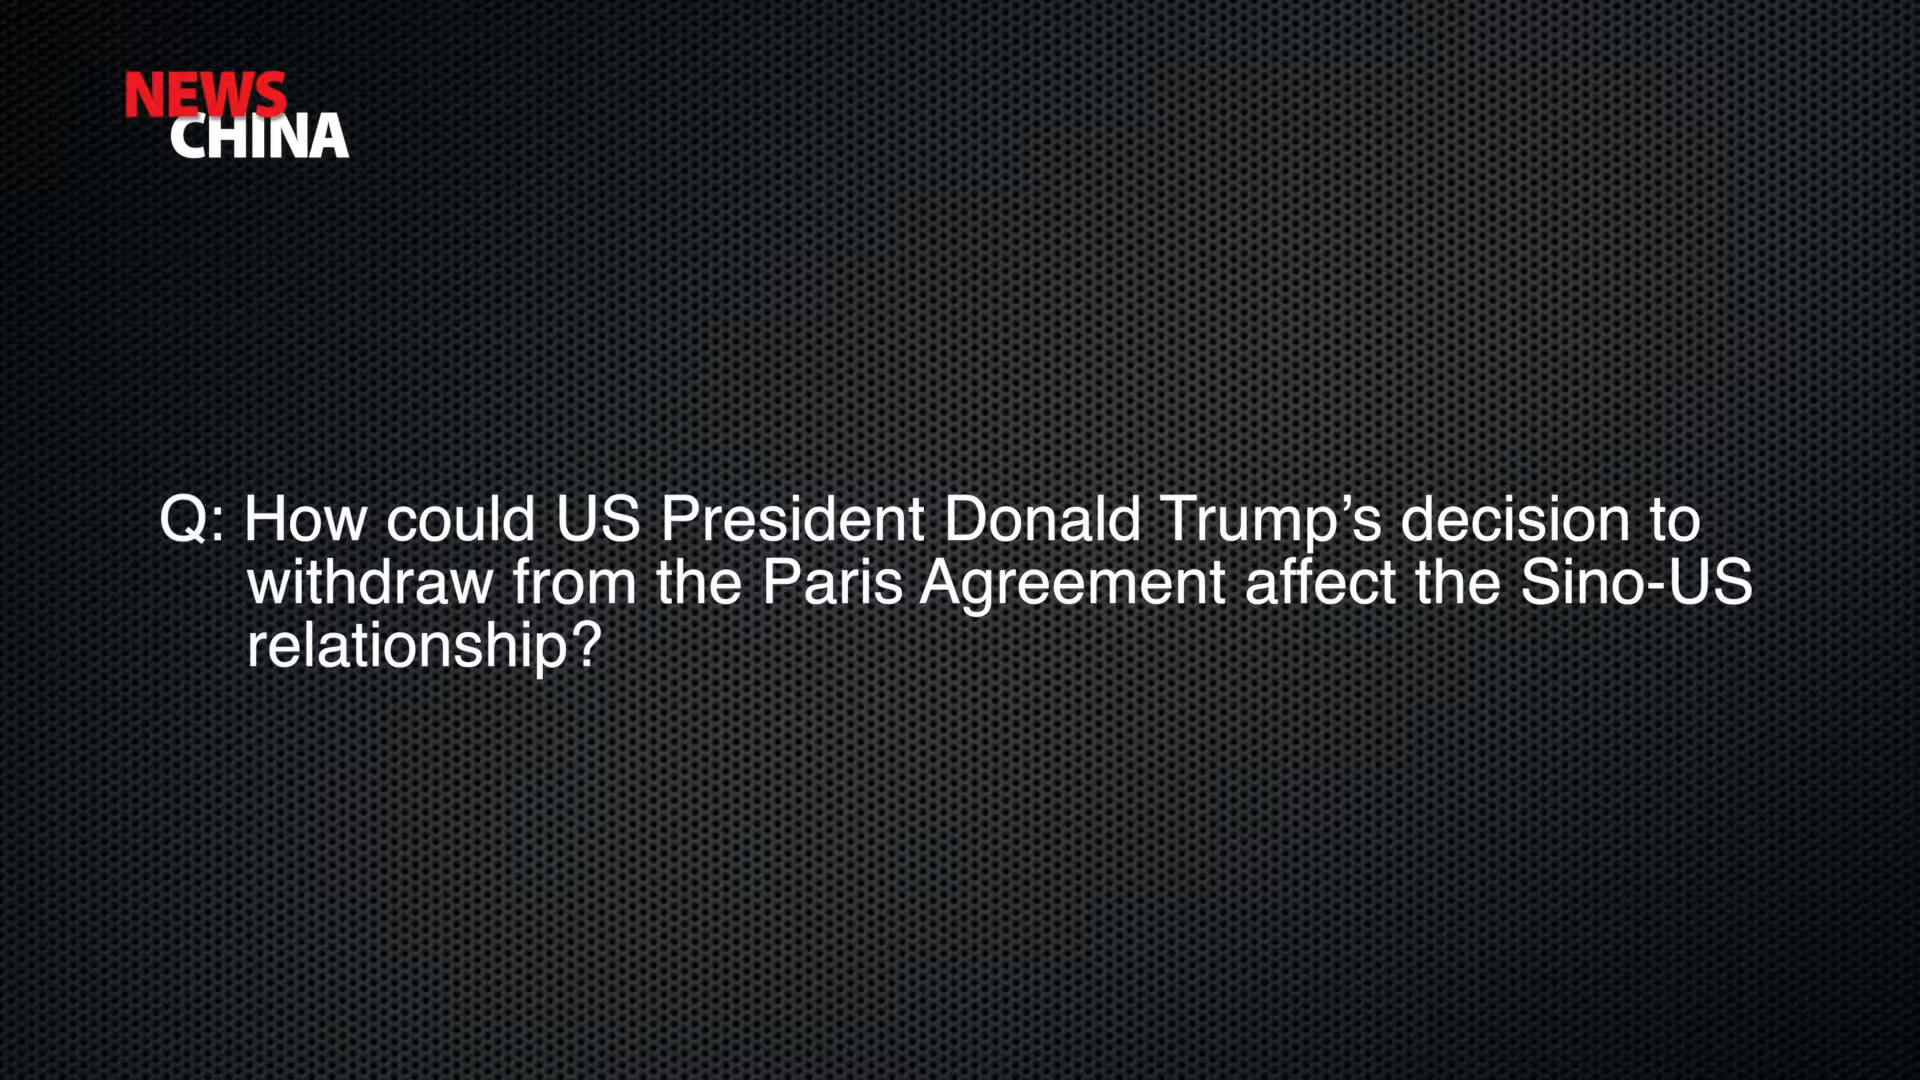 NEWS
CHINA
Q: How could US President Donald Trump’s decision to
withdraw from the Paris Agreement affect the Sino-US
relationship?